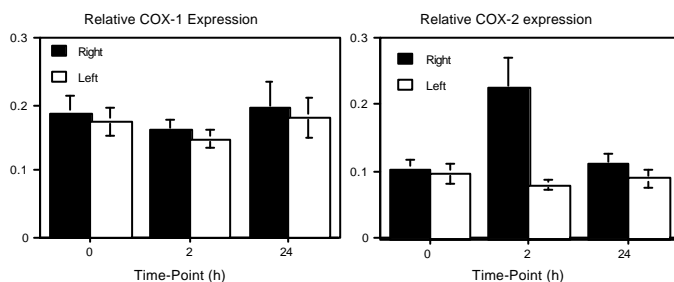 Relative COX-1 Expression
0.3
0.2
0.1
0
Right
Left
0
2
24
Time-Point (h)
Relative COX-2 expression
0.3
0.2
0.1
0
Right
Left
0
2
24
Time-Point (h)